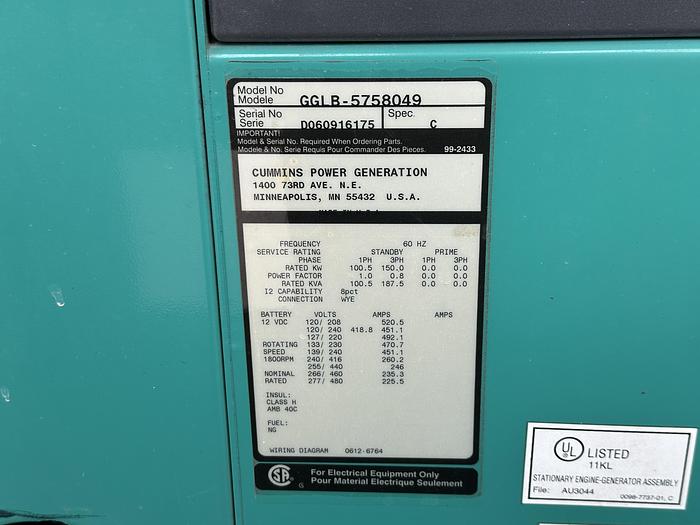 Model No
Modele GGLB-5758049
Serial No
Serie D060916175 Spec. C
IMPORTANT!
Model & Serial No. Required When Ordering Parts.
Modele & No. Serie Requis Pour Commander Des Pieces. 99-2433
CUMMINS POWER GENERATION
1400 73RD AVE. N.E.
MINNEAPOLIS, MN 55432 U.S.A.
MADE IN U.S.A.
FREQUENCY 60 HZ
SERVICE RATING STANDBY PRIME
PHASE 1PH 3PH 1PH 3PH
RATED KW 100.5 150.0 0.0 0.0
POWER FACTOR 1.0 0.8 0.0 0.0
RATED KVA 100.5 187.5 0.0 0.0
I2 CAPABILITY 8pct
CONNECTION WYE
BATTERY VOLTS AMPS AMPS
12 VDC 120/ 208 520.5
120/ 240 418.8 451.1
127/ 220 492.1
ROTATING 133/ 230 470.7
SPEED 139/ 240 451.1
1800RPM 240/ 416 260.2
255/ 440 246
NOMINAL 266/ 460 235.3
RATED 277/ 480 225.5
INSUL:
CLASS H
AMB 40C
FUEL:
NG
WIRING DIAGRAM 0612-6764
SA G For Electrical Equipment Only
Pour Material Electrique Seulement
UL LISTED
11KL
STATIONARY ENGINE-GENERATOR ASSEMBLY
File: AU3044 0098-7737-01, C